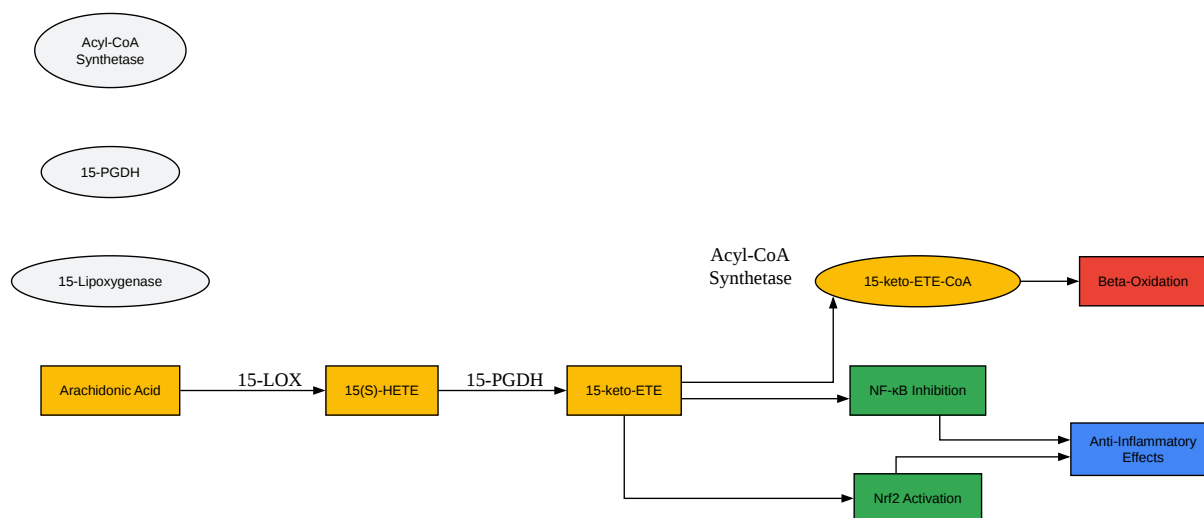 Acyl-CoA
Synthetase
15-PGDH
15-Lipoxygenase
Acyl-CoA
Synthetase
15-keto-ETE-CoA
Beta-Oxidation
Arachidonic Acid
15-LOX
15(S)-HETE
15-PGDH
15-keto-ETE
NF-κB Inhibition
Anti-Inflammatory
Effects
Nrf2 Activation